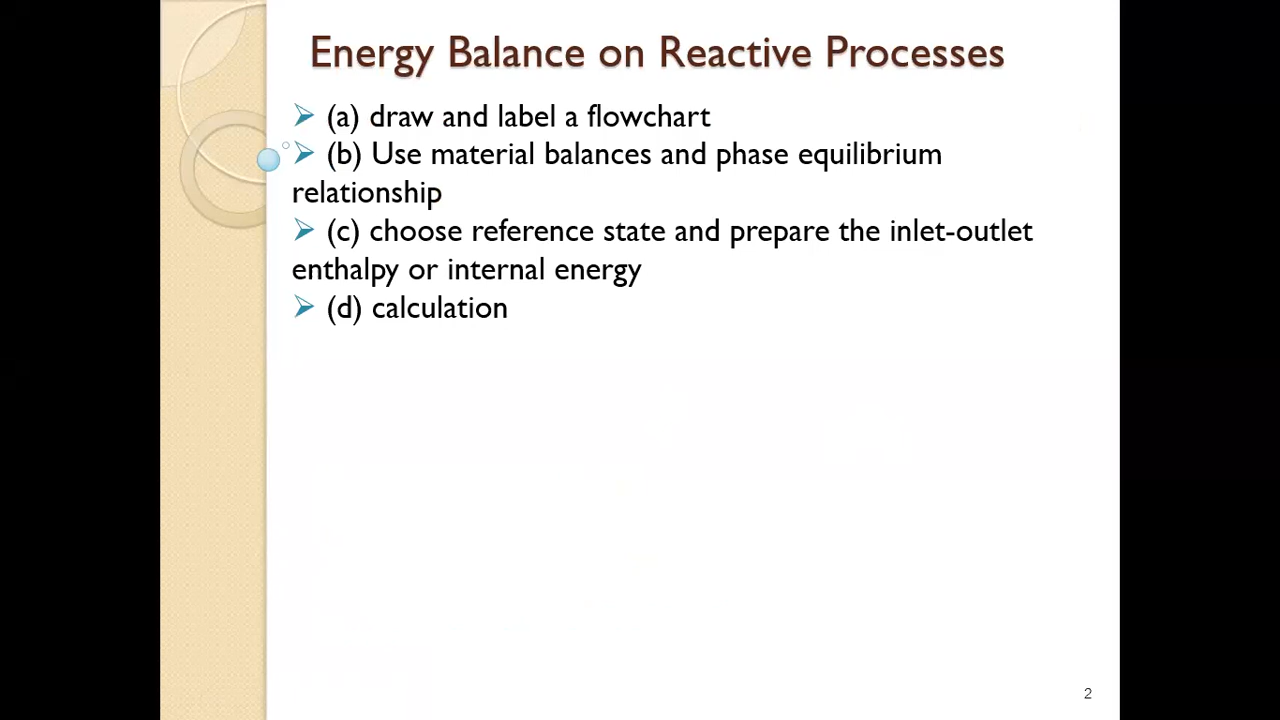 Energy Balance on Reactive Processes
(a) draw and label a flowchart
(b) Use material balances and phase equilibrium
relationship
(c) choose reference state and prepare the inlet-outlet
enthalpy or internal energy
(d) calculation
2